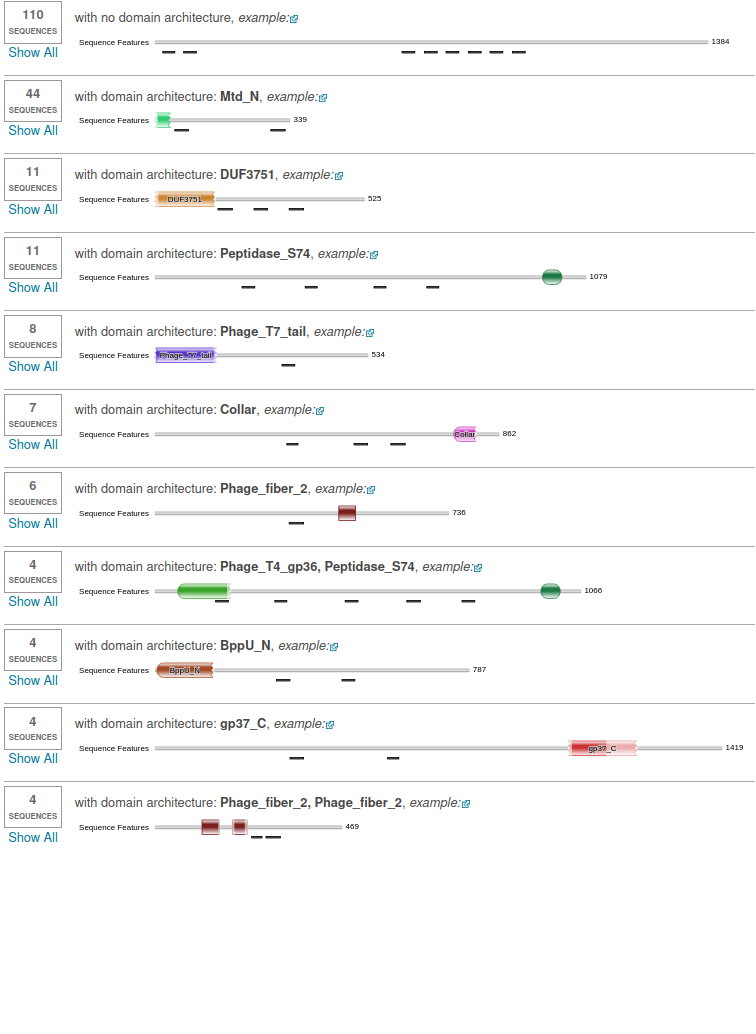 110
SEQUENCES
Show All
with no domain architecture, example:
Sequence Features 1384
44
SEQUENCES
Show All
with domain architecture: Mtd_N, example:
Sequence Features 339
11
SEQUENCES
Show All
with domain architecture: DUF3751, example:
Sequence Features DUF3751 525
11
SEQUENCES
Show All
with domain architecture: Peptidase_S74, example:
Sequence Features 1079
8
SEQUENCES
Show All
with domain architecture: Phage_T7_tail, example:
Sequence Features Phage_T7_tail 534
7
SEQUENCES
Show All
with domain architecture: Collar, example:
Sequence Features Collar 862
6
SEQUENCES
Show All
with domain architecture: Phage_fiber_2, example:
Sequence Features 736
4
SEQUENCES
Show All
with domain architecture: Phage_T4_gp36, Peptidase_S74, example:
Sequence Features 1066
4
SEQUENCES
Show All
with domain architecture: BppU_N, example:
Sequence Features BppU_N 787
4
SEQUENCES
Show All
with domain architecture: gp37_C, example:
Sequence Features gp37_C 1419
4
SEQUENCES
Show All
with domain architecture: Phage_fiber_2, Phage_fiber_2, example:
Sequence Features 469